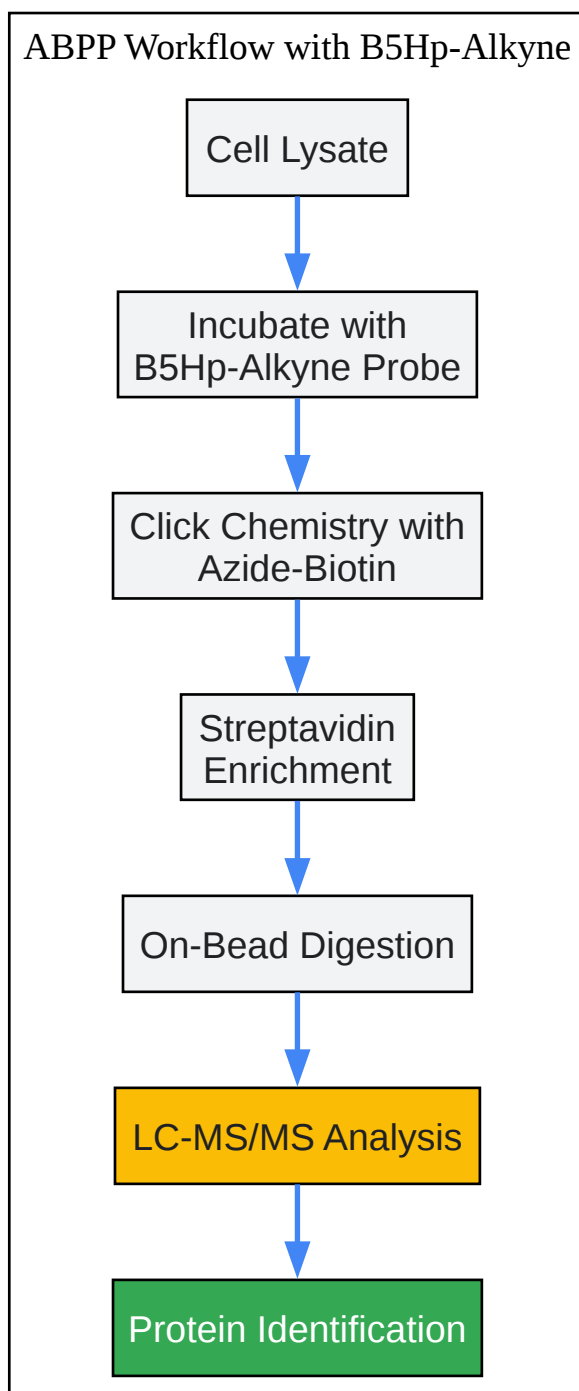 ABPP Workflow with B5Hp-Alkyne
Cell Lysate
Incubate with
B5Hp-Alkyne Probe
Click Chemistry with
Azide-Biotin
Streptavidin
Enrichment
On-Bead Digestion
LC-MS/MS Analysis
Protein Identification